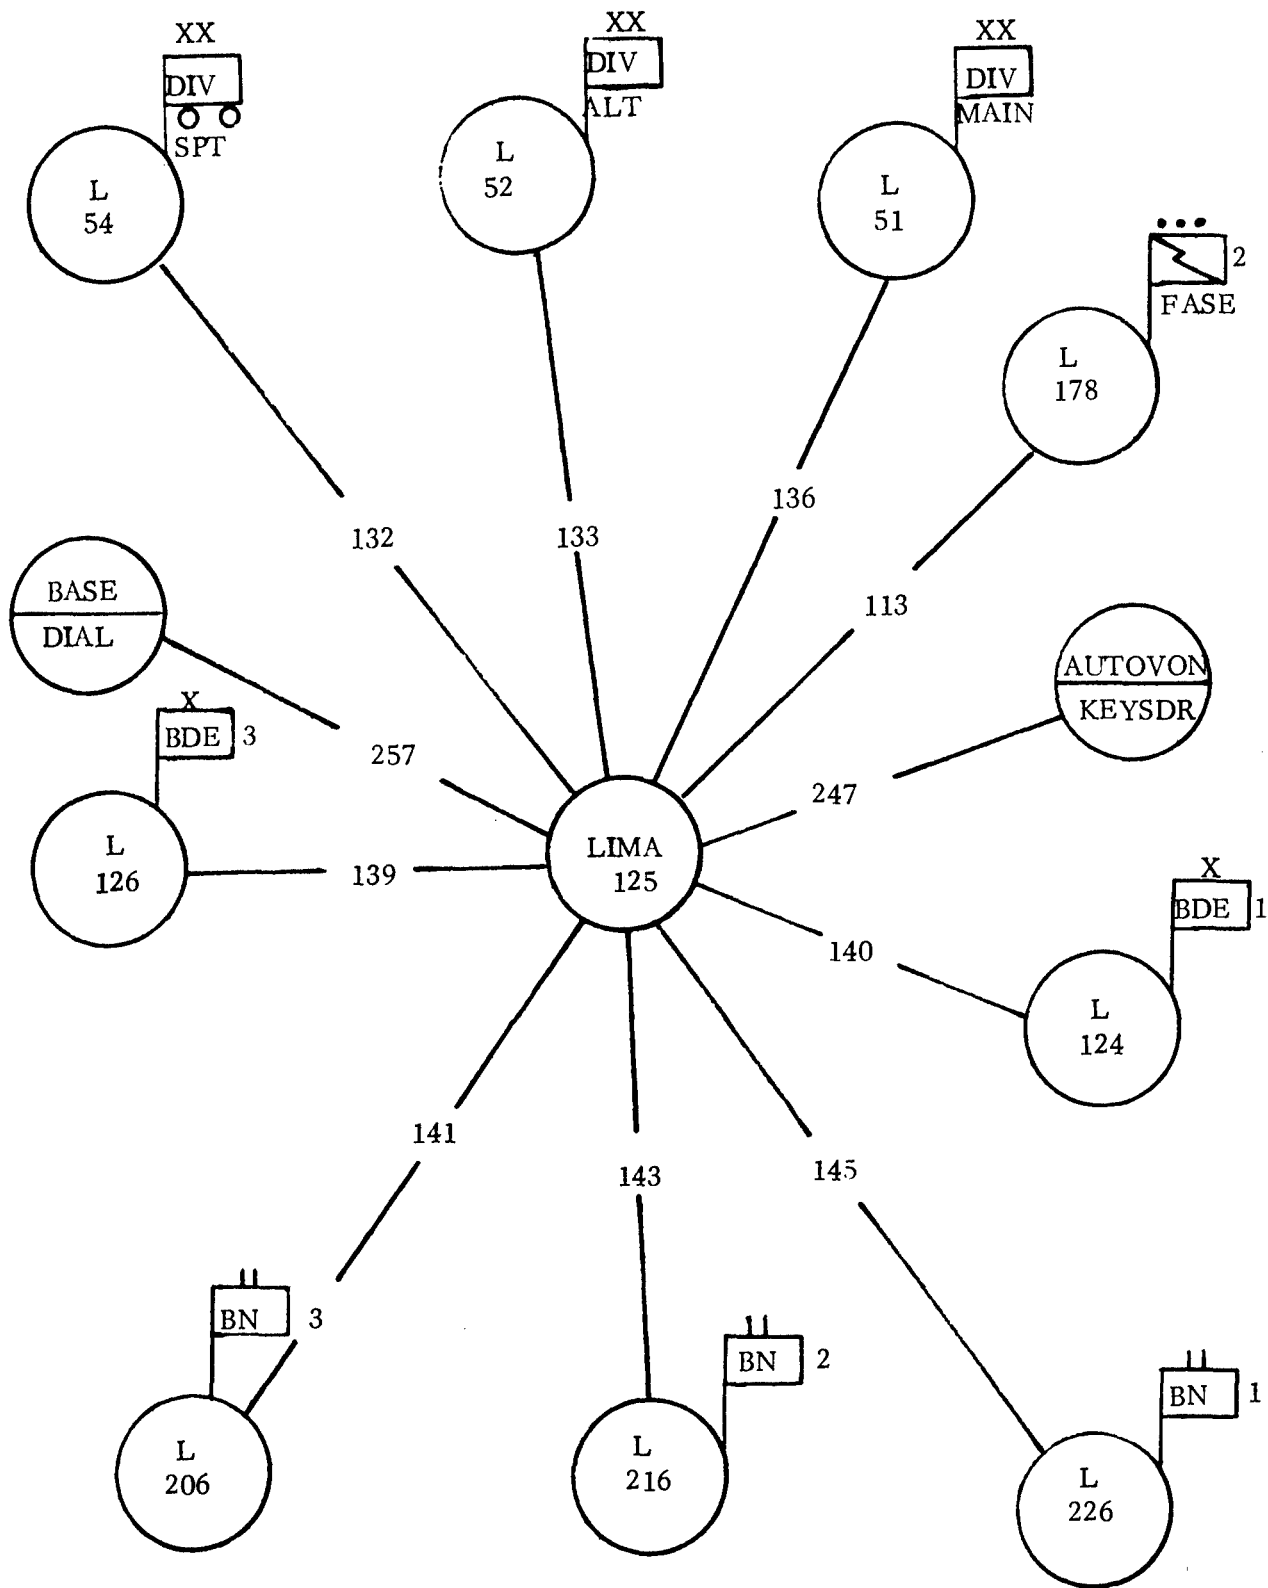 XX
DIV
SPT
L
54
XX
DIV
ALT
L
52
XX
DIV
MAIN
L
51
2
FASE
L
178
132
133
136
113
BASE
DIAL
257
AUTOVON
KEYSDR
247
X
BDE 3
L
126
139
LIMA
125
140
X
BDE 1
L
124
141
143
145
BN 3
L
206
BN 2
L
216
BN 1
L
226